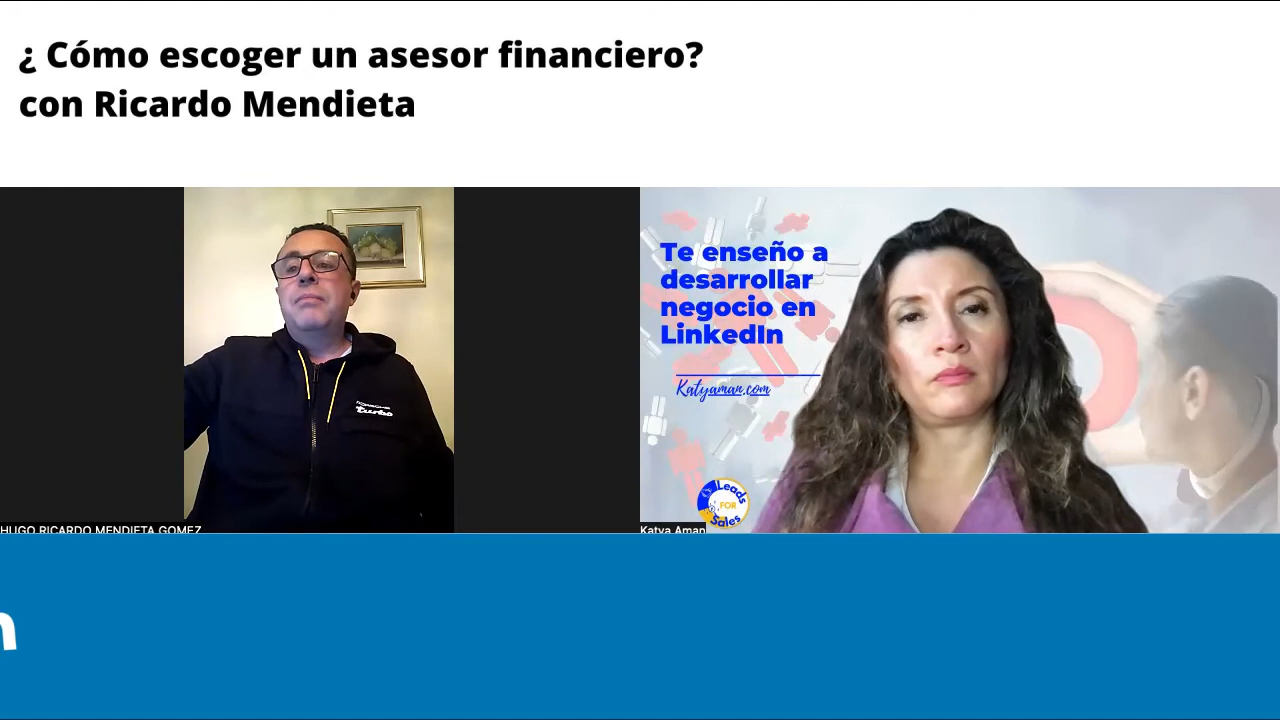 ¿ Cómo escoger un asesor financiero?
con Ricardo Mendieta
Te enseño a
desarrollar
negocio en
LinkedIn
Katyaman.com
turbo
Leads
FOR
Sales
HUGO RICARDO MENDIETA GOMEZ
Katya Aman
n